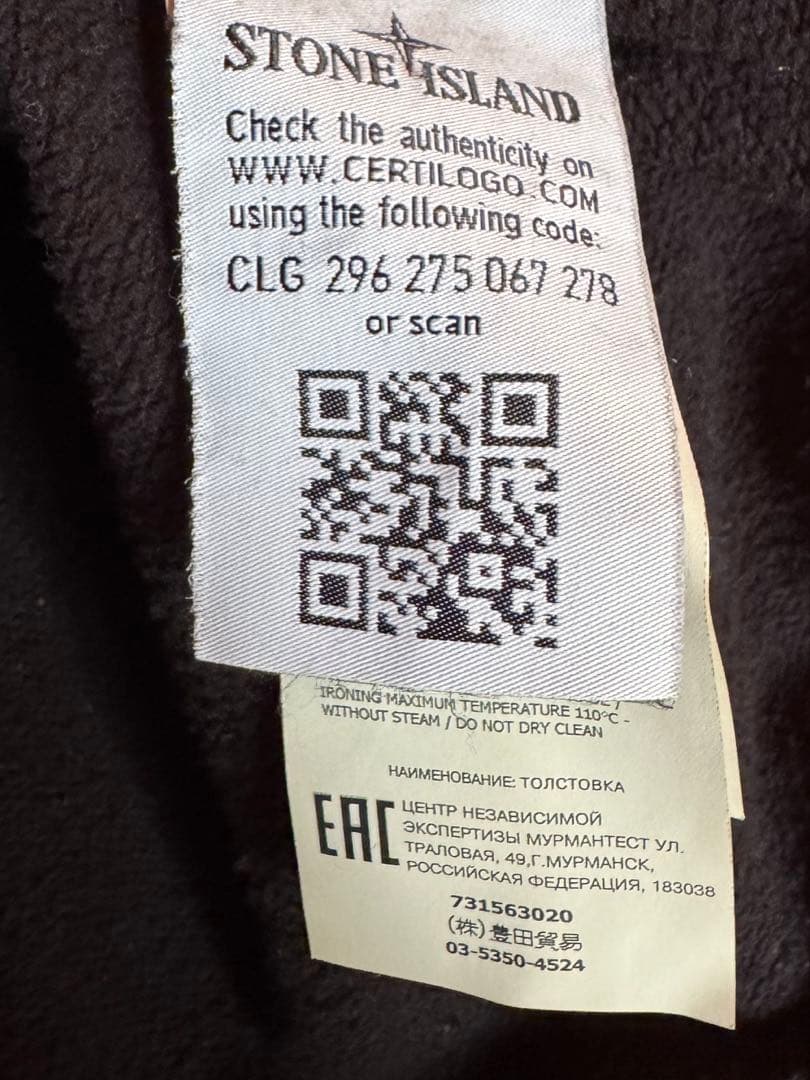 STONE ISLAND
Check the authenticity on
WWW.CERTILOGO.COM
using the following code:
CLG 296 275 067 278
or scan
IRONING MAXIMUM TEMPERATURE 110°C -
WITHOUT STEAM / DO NOT DRY CLEAN
НАИМЕНОВАНИЕ: ТОЛСТОВКА
EAC
ЦЕНТР НЕЗАВИСИМОЙ
ЭКСПЕРТИЗЫ МУРМАНТЕСТ УЛ.
ТРАЛОВАЯ, 49,Г.МУРМАНСК,
РОССИЙСКАЯ ФЕДЕРАЦИЯ, 183038
731563020
(株)豊田貿易
03-5350-4524